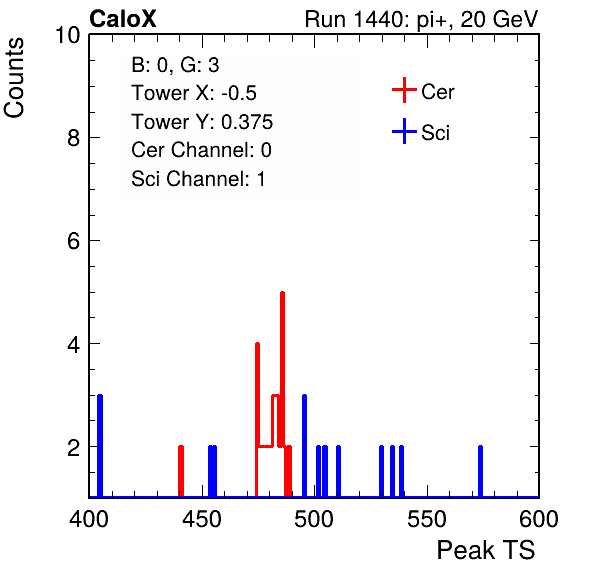 CaloX Run 1440: pi+, 20 GeV
Counts
10
8
6
4
2
B: 0, G: 3
Tower X: -0.5
Tower Y: 0.375
Cer Channel: 0
Sci Channel: 1
Cer
Sci
400 450 500 550 600
Peak TS